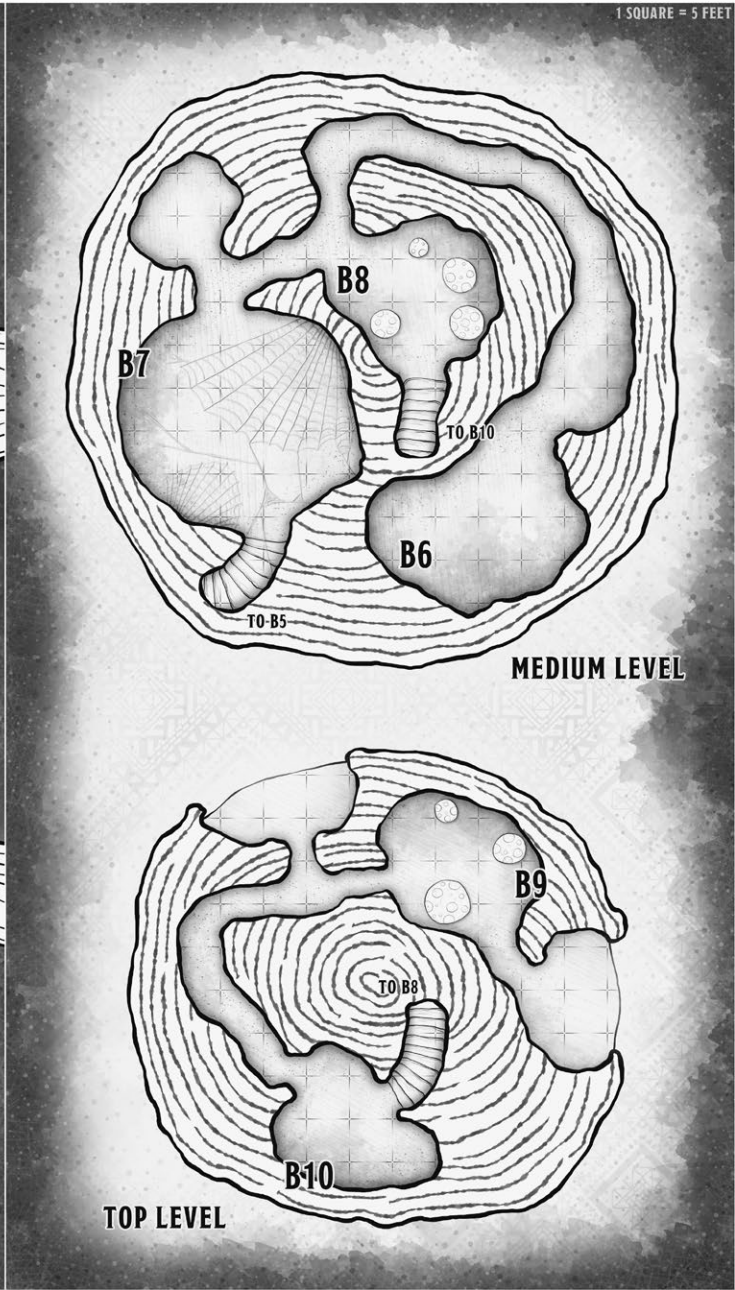 1 SQUARE = 5 FEET
B8
B7
TO B10
B6
TO B5
MEDIUM LEVEL
B9
TO B8
B10
TOP LEVEL